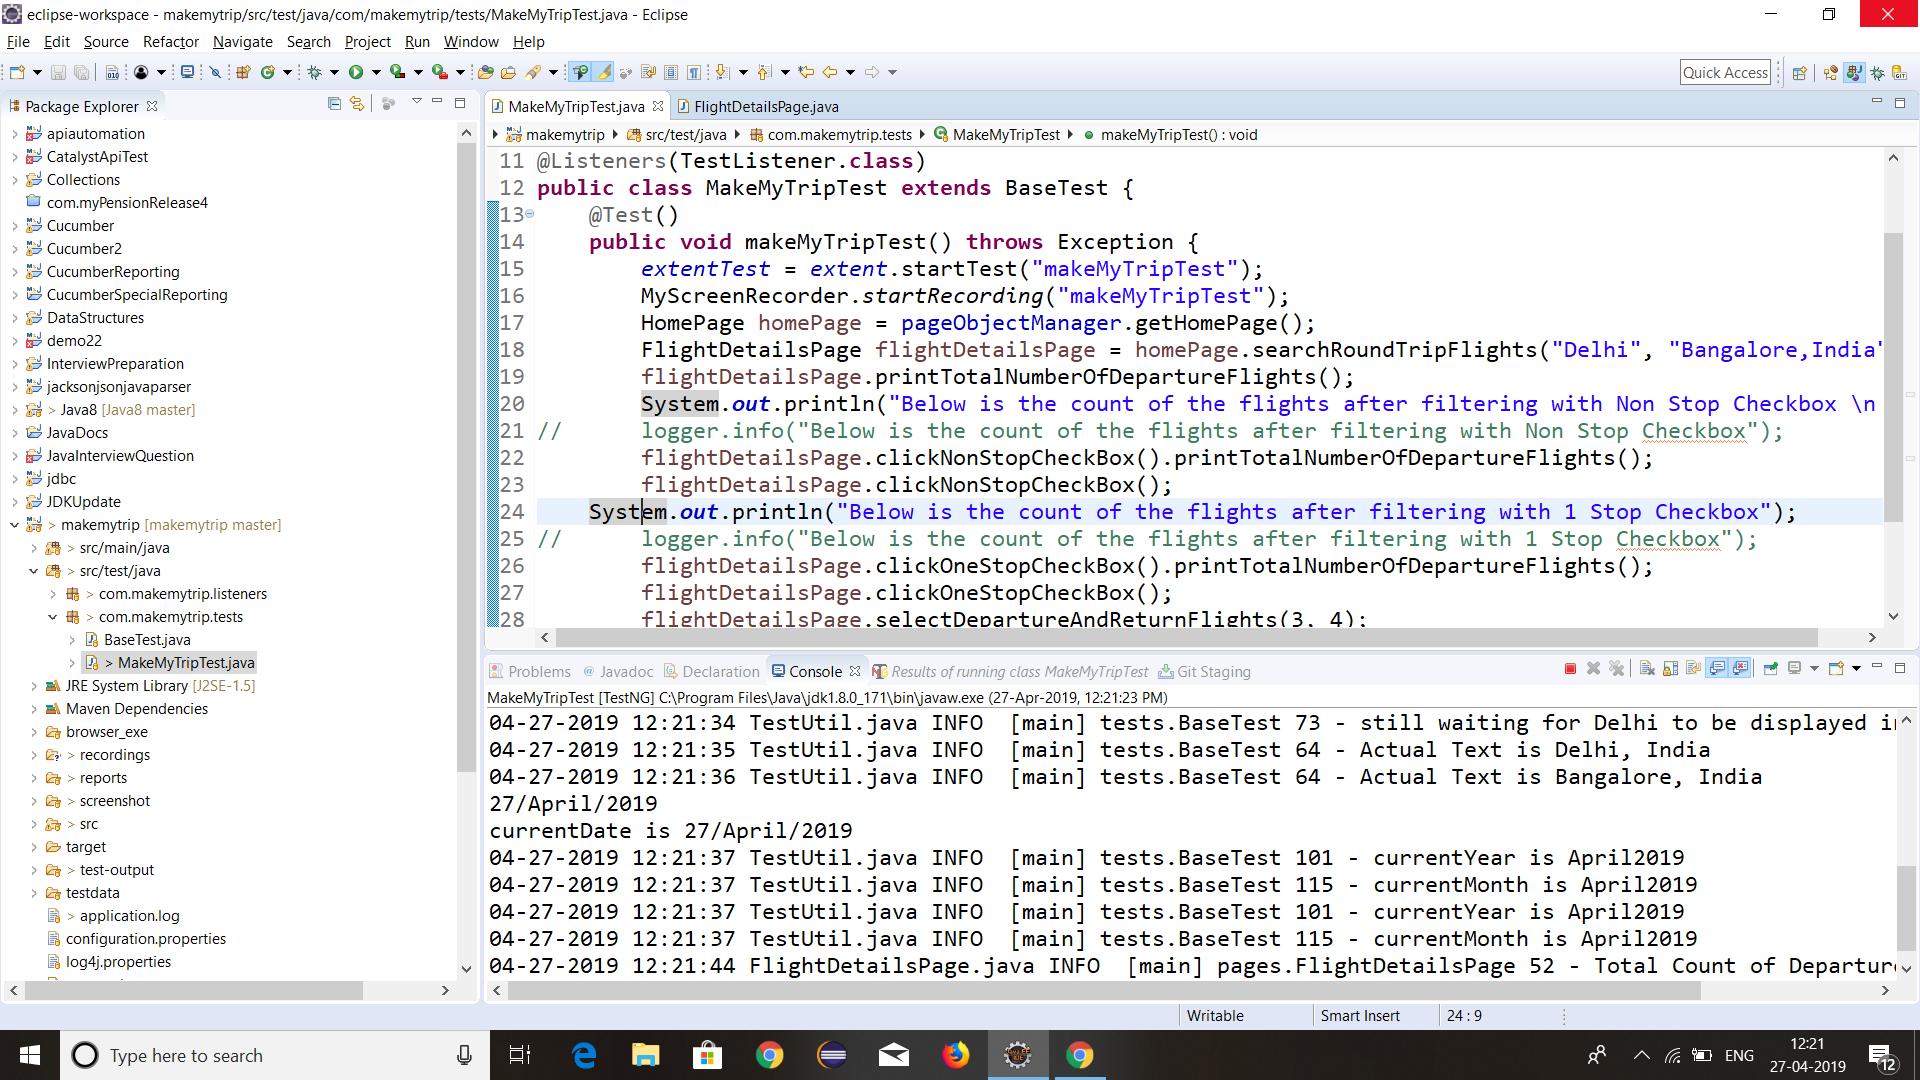 eclipse-workspace - makemytrip/src/test/java/com/makemytrip/tests/MakeMyTripTest.java - Eclipse
File Edit Source Refactor Navigate Search Project Run Window Help
Quick Access
Package Explorer
apiautomation
CatalystApiTest
Collections
com.myPensionRelease4
Cucumber
Cucumber2
CucumberReporting
CucumberSpecialReporting
DataStructures
demo22
InterviewPreparation
jacksonjsonjavaparser
> Java8 [Java8 master]
JavaDocs
JavaInterviewQuestion
jdbc
JDKUpdate
> makemytrip [makemytrip master]
> src/main/java
> src/test/java
> com.makemytrip.listeners
> com.makemytrip.tests
BaseTest.java
> MakeMyTripTest.java
JRE System Library [J2SE-1.5]
Maven Dependencies
browser_exe
> recordings
> reports
> screenshot
> src
target
> test-output
testdata
> application.log
configuration.properties
log4j.properties
MakeMyTripTest.java FlightDetailsPage.java
makemytrip src/test/java com.makemytrip.tests MakeMyTripTest makeMyTripTest() : void
11 @Listeners(TestListener.class)
12 public class MakeMyTripTest extends BaseTest {
13 @Test()
14 public void makeMyTripTest() throws Exception {
15 extentTest = extent.startTest("makeMyTripTest");
16 MyScreenRecorder.startRecording("makeMyTripTest");
17 HomePage homePage = pageObjectManager.getHomePage();
18 FlightDetailsPage flightDetailsPage = homePage.searchRoundTripFlights("Delhi", "Bangalore,India"
19 flightDetailsPage.printTotalNumberOfDepartureFlights();
20 System.out.println("Below is the count of the flights after filtering with Non Stop Checkbox \n
21 // logger.info("Below is the count of the flights after filtering with Non Stop Checkbox");
22 flightDetailsPage.clickNonStopCheckBox().printTotalNumberOfDepartureFlights();
23 flightDetailsPage.clickNonStopCheckBox();
24 System.out.println("Below is the count of the flights after filtering with 1 Stop Checkbox");
25 // logger.info("Below is the count of the flights after filtering with 1 Stop Checkbox");
26 flightDetailsPage.clickOneStopCheckBox().printTotalNumberOfDepartureFlights();
27 flightDetailsPage.clickOneStopCheckBox();
28 flightDetailsPage.selectDepartureAndReturnFlights(3, 4);
Problems @ Javadoc Declaration Console Results of running class MakeMyTripTest Git Staging
MakeMyTripTest [TestNG] C:\Program Files\Java\jdk1.8.0_171\bin\javaw.exe (27-Apr-2019, 12:21:23 PM)
04-27-2019 12:21:34 TestUtil.java INFO [main] tests.BaseTest 73 - still waiting for Delhi to be displayed in
04-27-2019 12:21:35 TestUtil.java INFO [main] tests.BaseTest 64 - Actual Text is Delhi, India
04-27-2019 12:21:36 TestUtil.java INFO [main] tests.BaseTest 64 - Actual Text is Bangalore, India
27/April/2019
currentDate is 27/April/2019
04-27-2019 12:21:37 TestUtil.java INFO [main] tests.BaseTest 101 - currentYear is April2019
04-27-2019 12:21:37 TestUtil.java INFO [main] tests.BaseTest 115 - currentMonth is April2019
04-27-2019 12:21:37 TestUtil.java INFO [main] tests.BaseTest 101 - currentYear is April2019
04-27-2019 12:21:37 TestUtil.java INFO [main] tests.BaseTest 115 - currentMonth is April2019
04-27-2019 12:21:44 FlightDetailsPage.java INFO [main] pages.FlightDetailsPage 52 - Total Count of Departure
Writable Smart Insert 24 : 9
Type here to search
ENG
12:21
27-04-2019
12